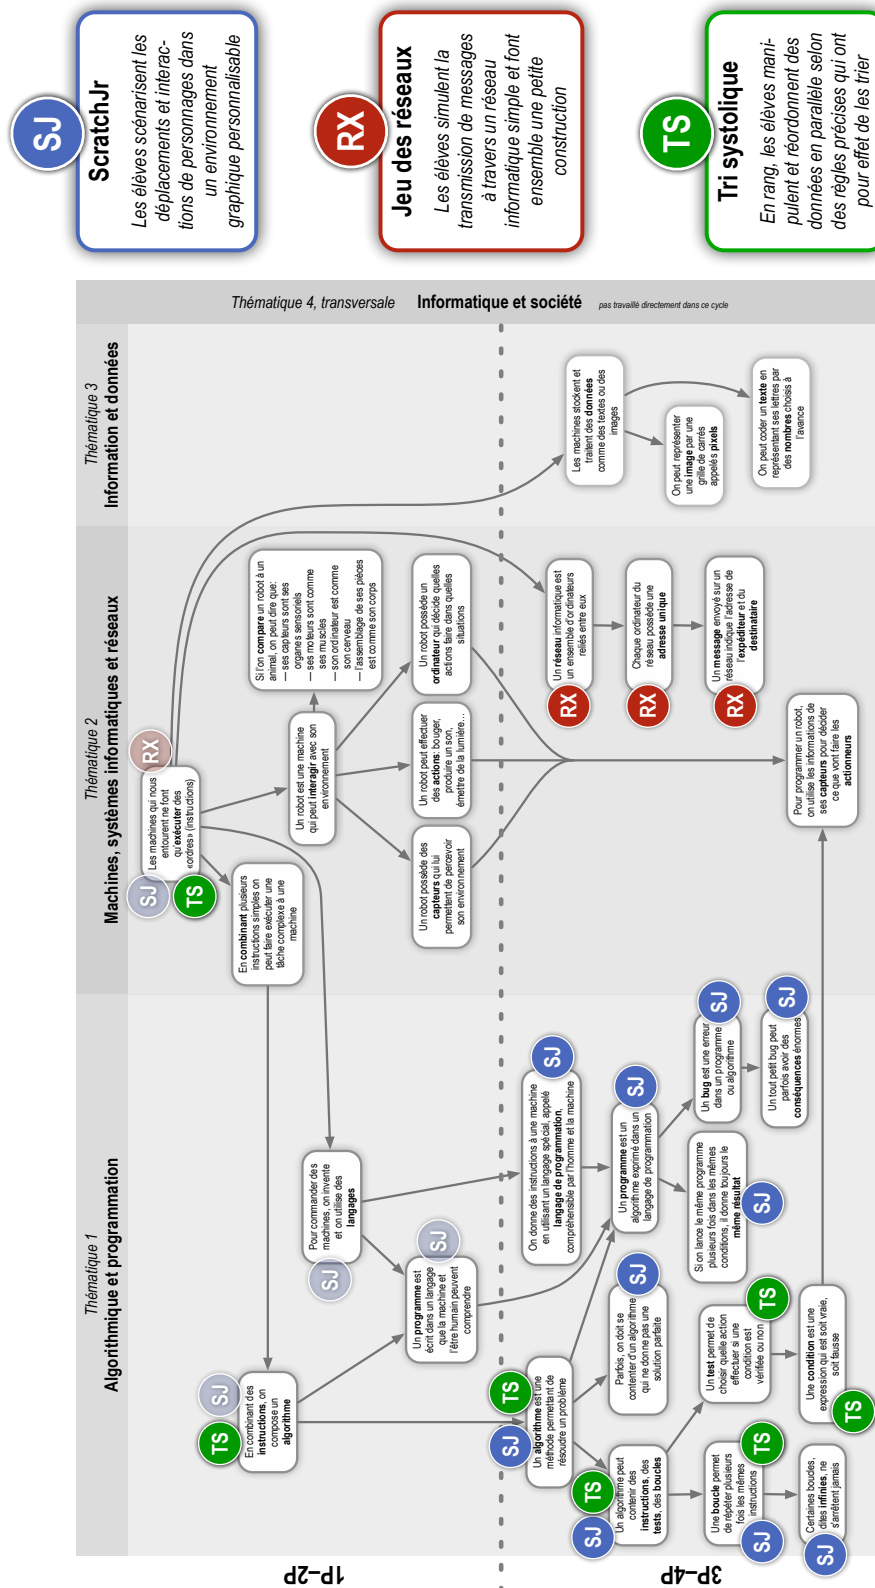 Thématique 1
Algorithmique et programmation
Thématique 2
Machines, systèmes informatiques et réseaux
Thématique 3
Information et données
Thématique 4, transversale
Informatique et société
pas travaillé directement dans ce cycle
1P–2P
3P–4P
SJ
RX
TS
Les machines qui nous
entourent ne font
qu'exécuter des
«ordres» (instructions)
En combinant plusieurs
instructions simples on
peut faire exécuter une
tâche complexe à une
machine
Un robot est une machine
qui peut interagir avec son
environnement
Si l'on compare un robot à un
animal, on peut dire que:
— ses capteurs sont ses
organes sensoriels
— ses moteurs sont comme
ses muscles
— son ordinateur est comme
son cerveau
— l'assemblage de ses pièces
est comme son corps
Un robot possède des
capteurs qui lui
permettent de percevoir
son environnement
Un robot peut effectuer
des actions: bouger,
produire un son,
émettre de la lumière…
Un robot possède un
ordinateur qui décide quelles
actions faire dans quelles
situations
TS
SJ
En combinant des
instructions, on
compose un
algorithme
SJ
Pour commander des
machines, on invente
et on utilise des
langages
SJ
Un programme est
écrit dans un langage
que la machine et
l'être humain peuvent
comprendre
SJ
TS
Un algorithme est une
méthode permettant de
résoudre un problème
SJ
On donne des instructions à une machine
en utilisant un langage spécial, appelé
langage de programmation,
compréhensible par l'homme et la machine
RX
Un réseau informatique est
un ensemble d'ordinateurs
reliés entre eux
Les machines stockent et
traitent des données
comme des textes ou des
images
SJ
TS
Un algorithme peut
contenir des
instructions, des
tests, des boucles
SJ
Parfois, on doit se
contenter d'un algorithme
qui ne donne pas une
solution parfaite
SJ
Un programme est un
algorithme exprimé dans un
langage de programmation
RX
Chaque ordinateur du
réseau possède une
adresse unique
On peut représenter
une image par une
grille de carrés
appelés pixels
SJ
TS
Une boucle permet
de répéter plusieurs
fois les mêmes
instructions
TS
Un test permet de
choisir quelle action
effectuer si une
condition est
vérifiée ou non
SJ
Si on lance le même programme
plusieurs fois dans les mêmes
conditions, il donne toujours le
même résultat
SJ
Un bug est une erreur
dans un programme
ou algorithme
RX
Un message envoyé sur un
réseau indique l'adresse de
l'expéditeur et du
destinataire
On peut coder un texte en
représentant ses lettres par
des nombres choisis à
l'avance
SJ
Certaines boucles,
dites infinies, ne
s'arrêtent jamais
TS
Une condition est une
expression qui est soit vraie,
soit fausse
SJ
Un tout petit bug peut
parfois avoir des
conséquences énormes
Pour programmer un robot,
on utilise les informations de
ses capteurs pour décider
ce que vont faire les
actionneurs
SJ
ScratchJr
Les élèves scénarisent les
déplacements et interac-
tions de personnages dans
un environnement
graphique personnalisable
RX
Jeu des réseaux
Les élèves simulent la
transmission de messages
à travers un réseau
informatique simple et font
ensemble une petite
construction
TS
Tri systolique
En rang, les élèves mani-
pulent et réordonnent des
données en parallèle selon
des règles précises qui ont
pour effet de les trier